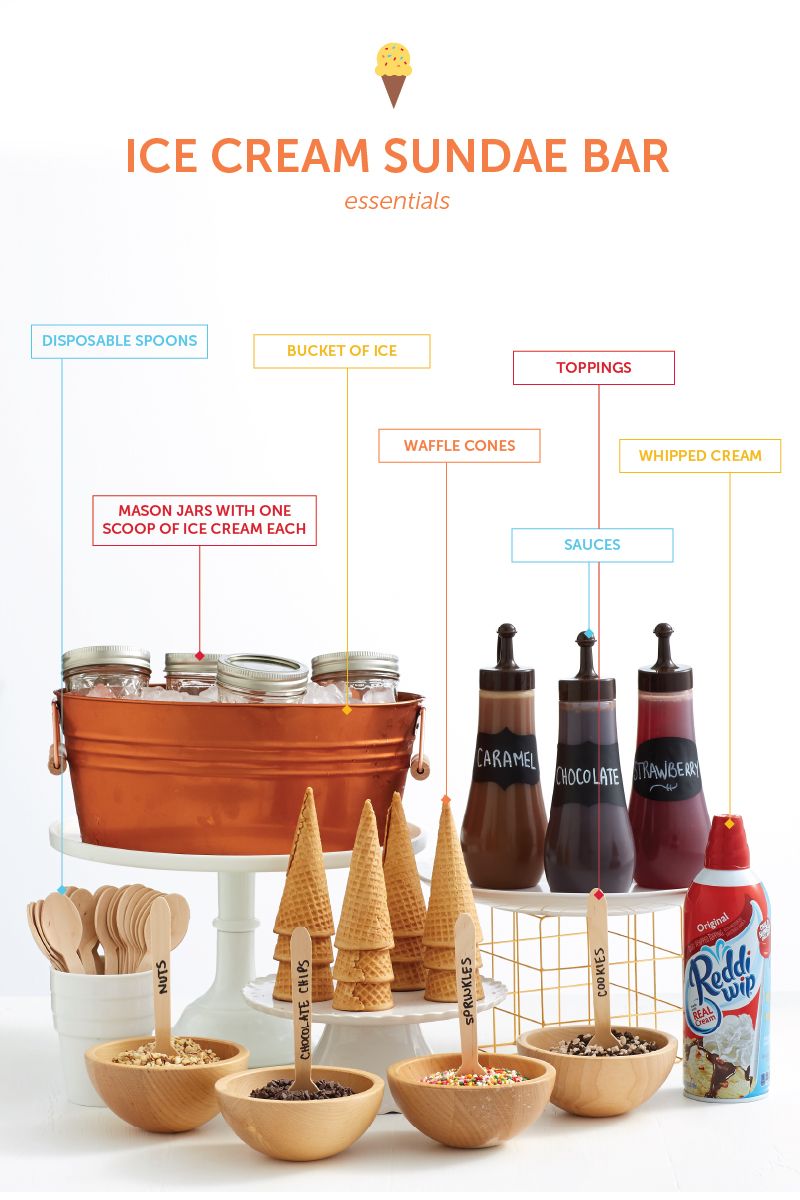 ICE CREAM SUNDAE BAR
essentials
DISPOSABLE SPOONS
BUCKET OF ICE
TOPPINGS
WAFFLE CONES
WHIPPED CREAM
MASON JARS WITH ONE
SCOOP OF ICE CREAM EACH
SAUCES
CARAMEL
CHOCOLATE
STRAWBERRY
NUTS
CHOCOLATE CHIPS
SPRINKLES
COOKIES
Original
Reddi
wip
REAL
Cream